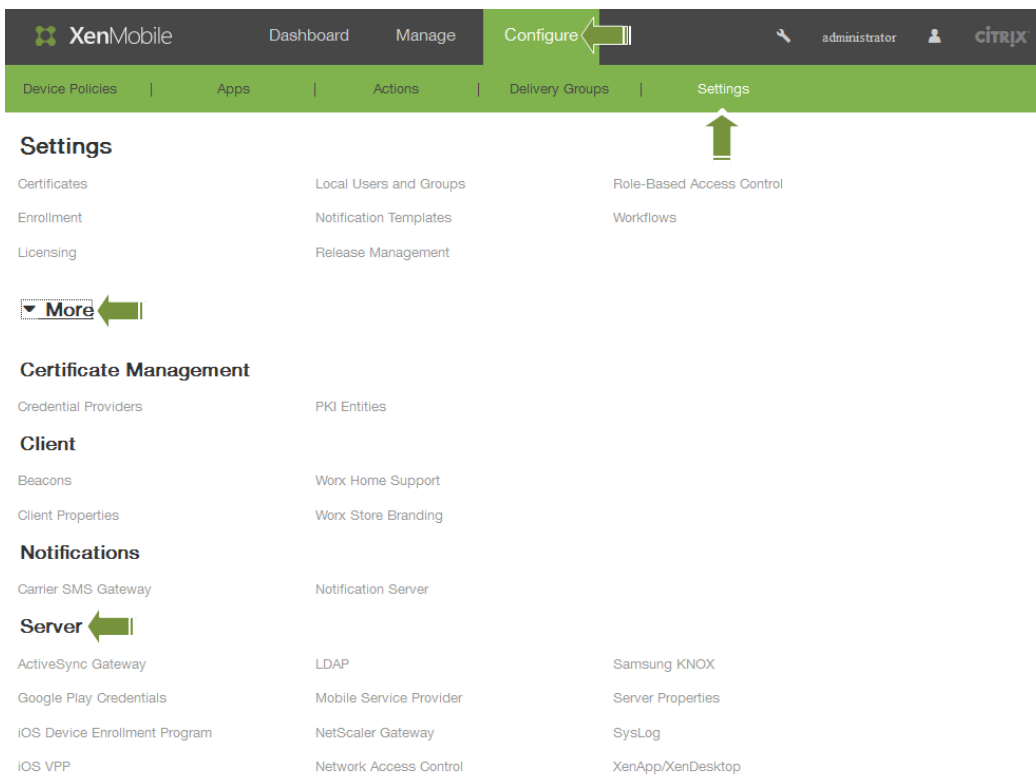 XenMobile Dashboard Manage Configure administrator CİTRIX
Device Policies | Apps | Actions | Delivery Groups | Settings
Settings
Certificates Local Users and Groups Role-Based Access Control
Enrollment Notification Templates Workflows
Licensing Release Management
More
Certificate Management
Credential Providers PKI Entities
Client
Beacons Worx Home Support
Client Properties Worx Store Branding
Notifications
Carrier SMS Gateway Notification Server
Server
ActiveSync Gateway LDAP Samsung KNOX
Google Play Credentials Mobile Service Provider Server Properties
iOS Device Enrollment Program NetScaler Gateway SysLog
iOS VPP Network Access Control XenApp/XenDesktop